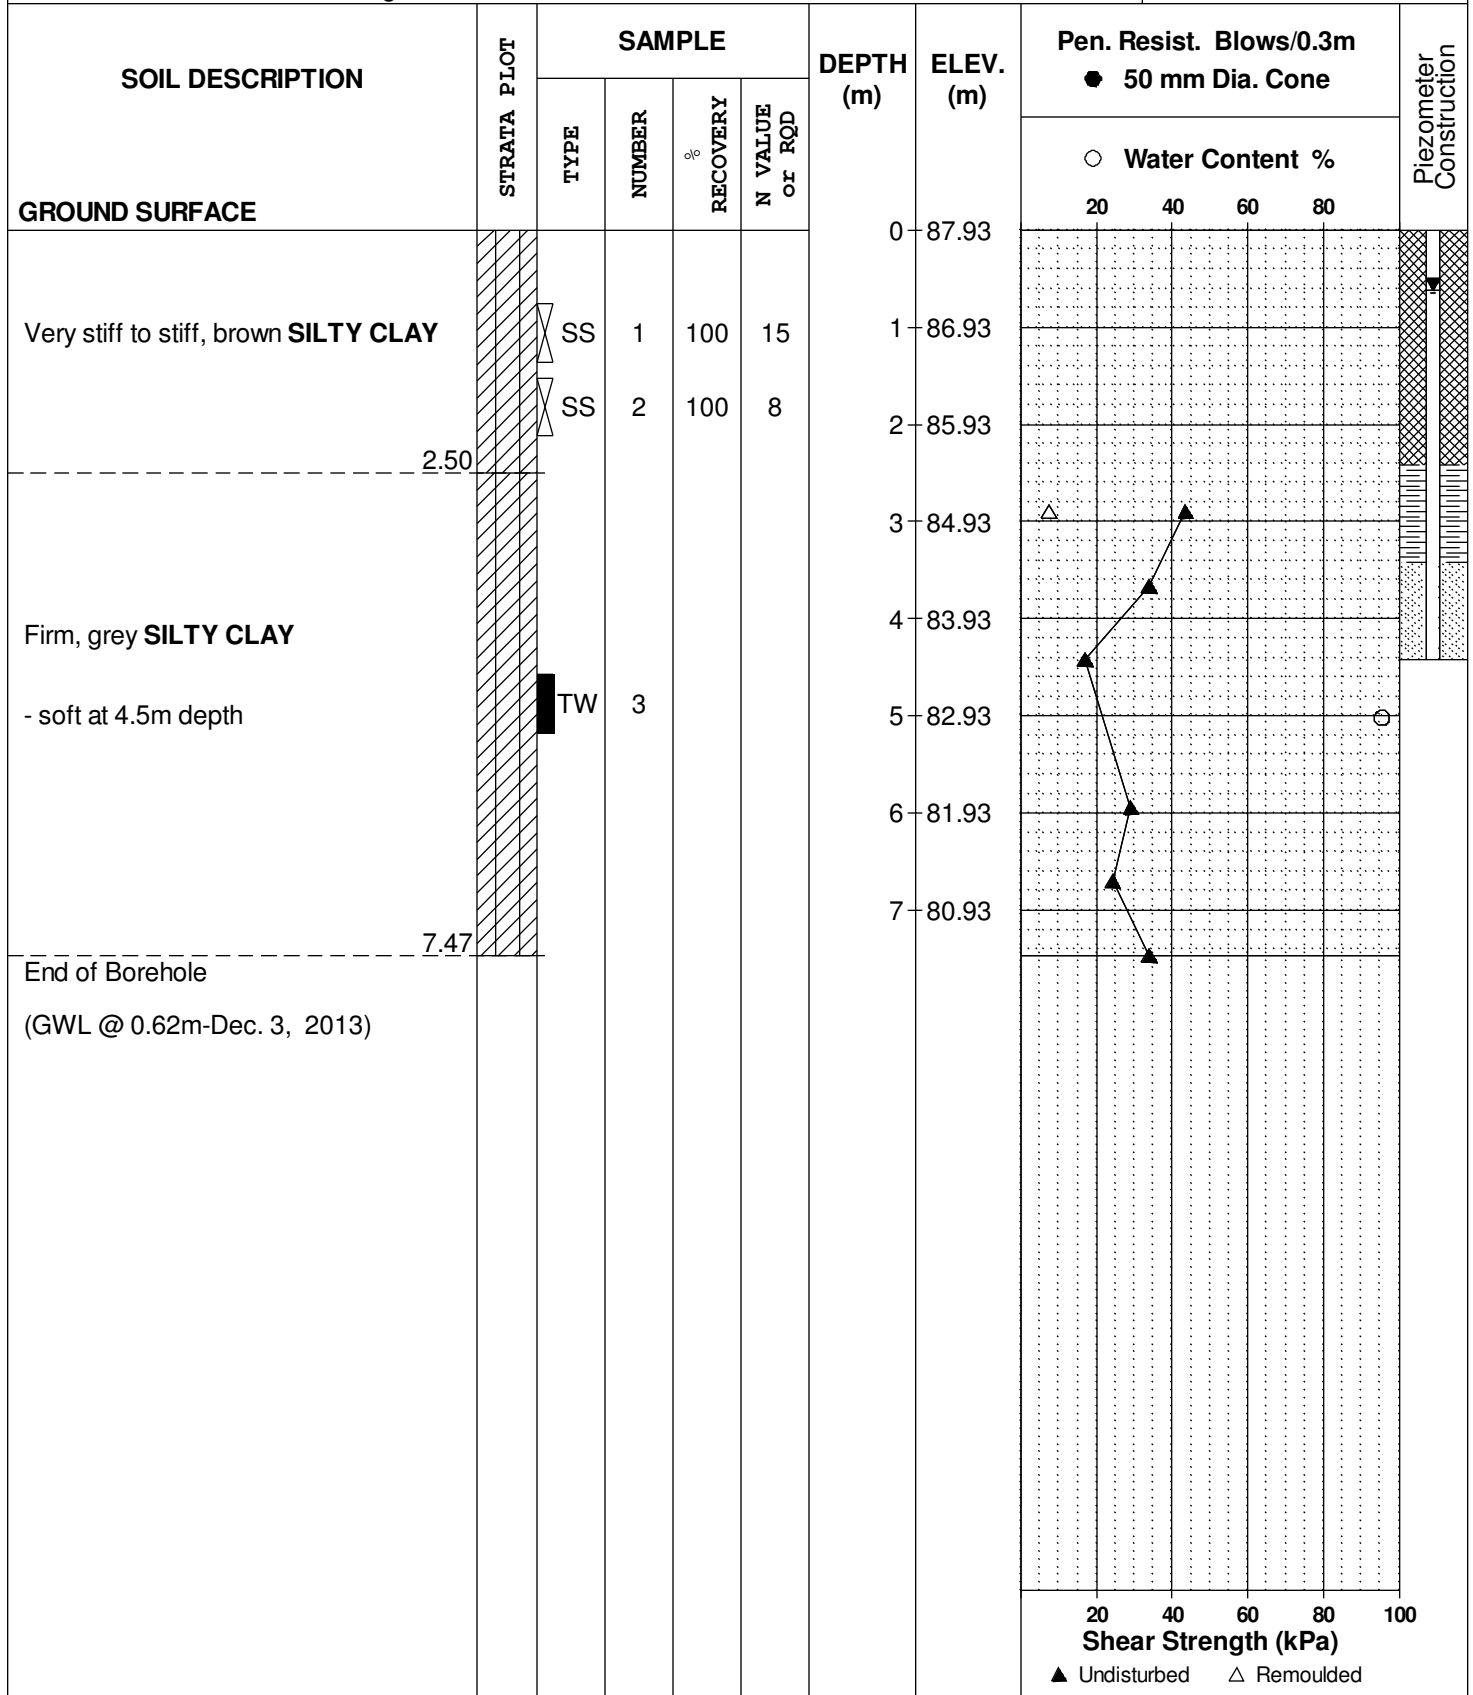 SOIL DESCRIPTION
GROUND SURFACE
STRATA PLOT
SAMPLE
TYPE
NUMBER
% RECOVERY
N VALUE or RQD
DEPTH (m)
ELEV. (m)
Pen. Resist. Blows/0.3m
● 50 mm Dia. Cone
○ Water Content %
20 40 60 80
Piezometer Construction
0 87.93
Very stiff to stiff, brown SILTY CLAY
SS 1 100 15
1 86.93
SS 2 100 8
2 85.93
2.50
3 84.93
4 83.93
Firm, grey SILTY CLAY
- soft at 4.5m depth
TW 3
5 82.93
6 81.93
7 80.93
7.47
End of Borehole
(GWL @ 0.62m-Dec. 3, 2013)
20 40 60 80 100
Shear Strength (kPa)
▲ Undisturbed △ Remoulded